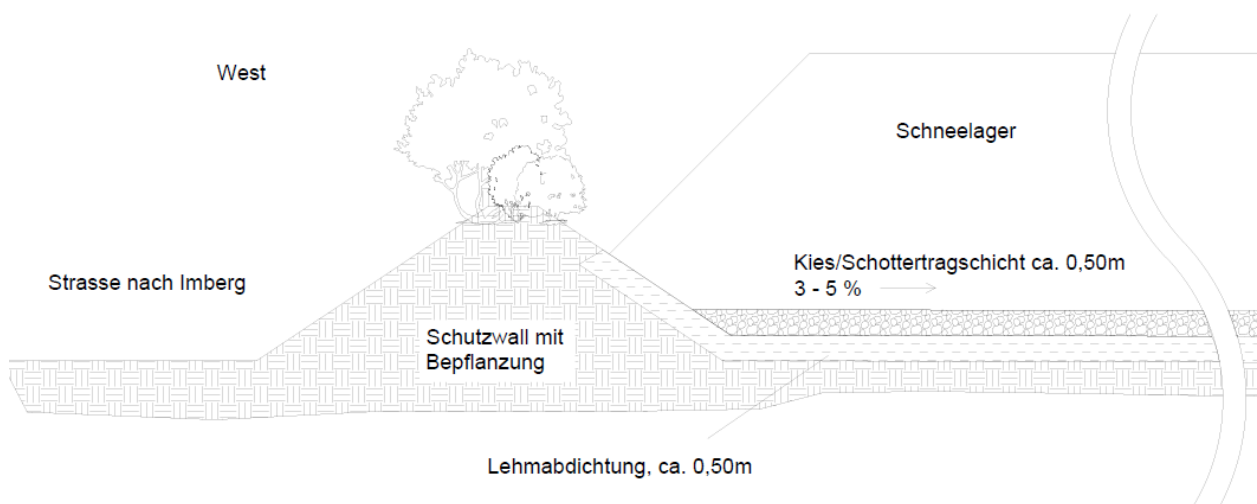 West
Schneelager
Strasse nach Imberg
Kies/Schottertragschicht ca. 0,50m
3 - 5 %
Schutzwall mit
Bepflanzung
Lehmabdichtung, ca. 0,50m